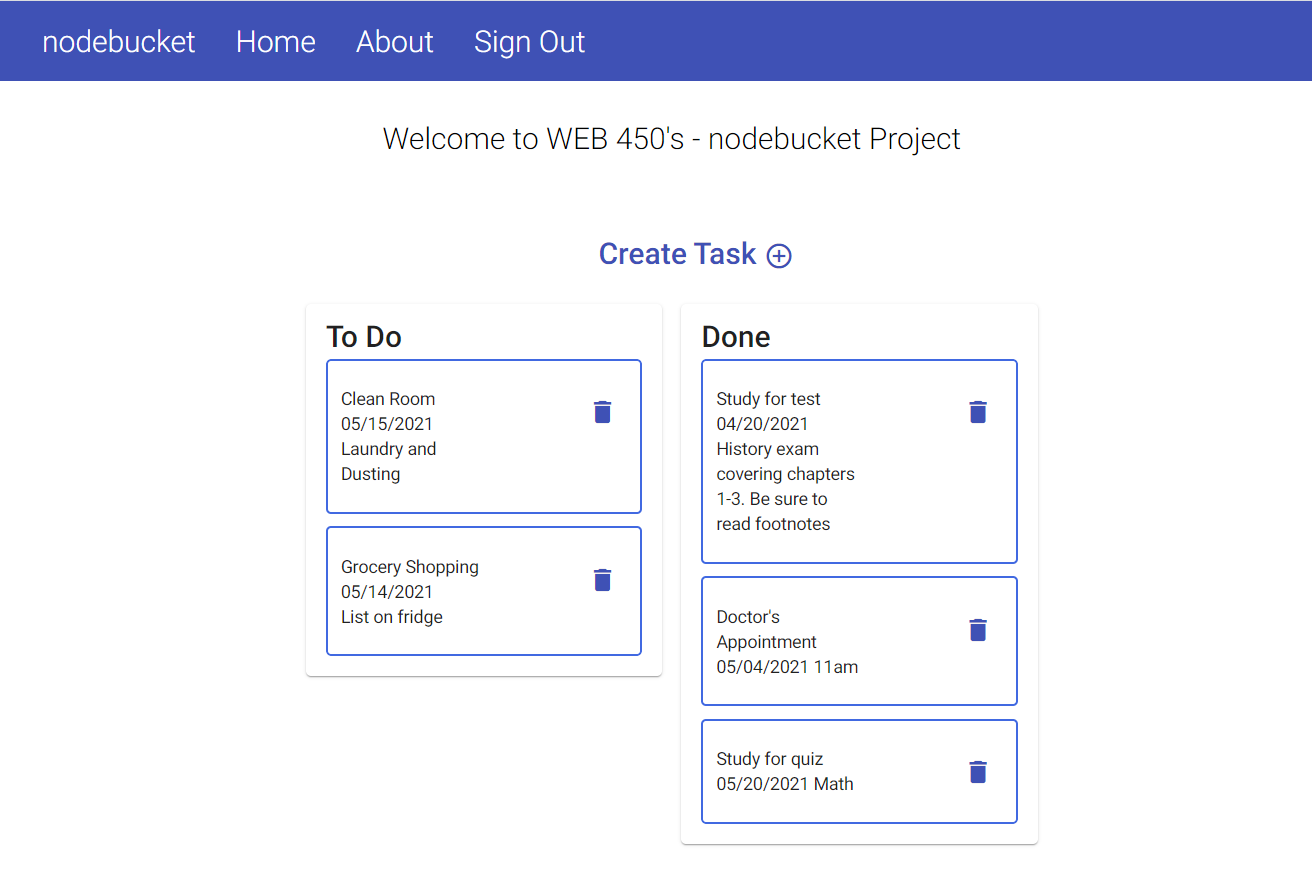 nodebucket Home About Sign Out
Welcome to WEB 450's - nodebucket Project
Create Task
To Do
Clean Room
05/15/2021
Laundry and
Dusting
Grocery Shopping
05/14/2021
List on fridge
Done
Study for test
04/20/2021
History exam
covering chapters
1-3. Be sure to
read footnotes
Doctor's
Appointment
05/04/2021 11am
Study for quiz
05/20/2021 Math